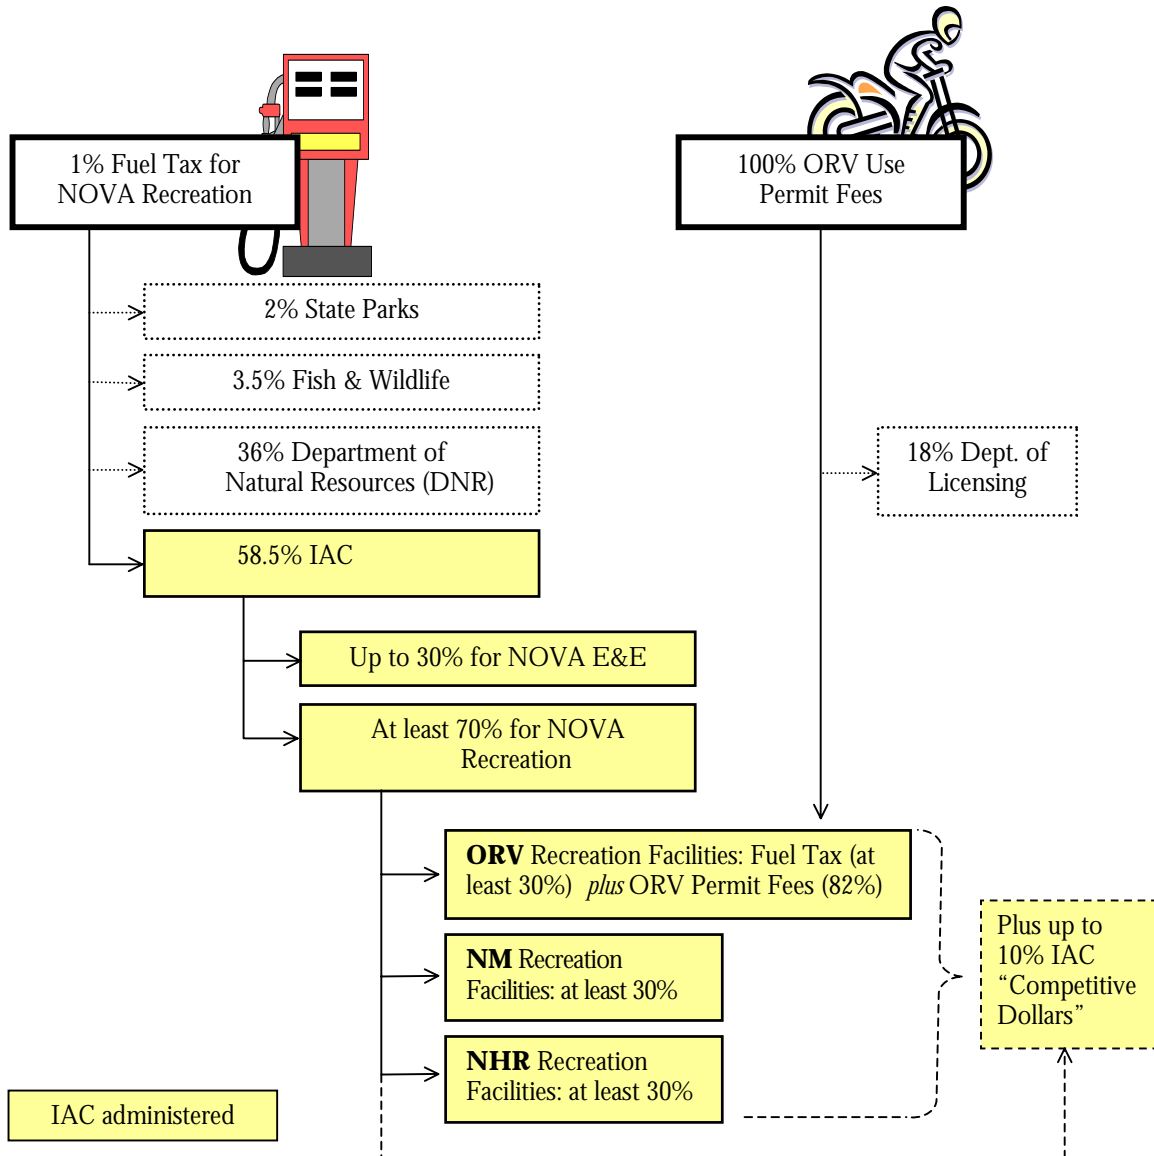 1% Fuel Tax for
NOVA Recreation
100% ORV Use
Permit Fees
2% State Parks
3.5% Fish & Wildlife
36% Department of
Natural Resources (DNR)
18% Dept. of
Licensing
58.5% IAC
Up to 30% for NOVA E&E
At least 70% for NOVA
Recreation
ORV Recreation Facilities: Fuel Tax (at
least 30%) plus ORV Permit Fees (82%)
NM Recreation
Facilities: at least 30%
NHR Recreation
Facilities: at least 30%
Plus up to
10% IAC
“Competitive
Dollars”
IAC administered